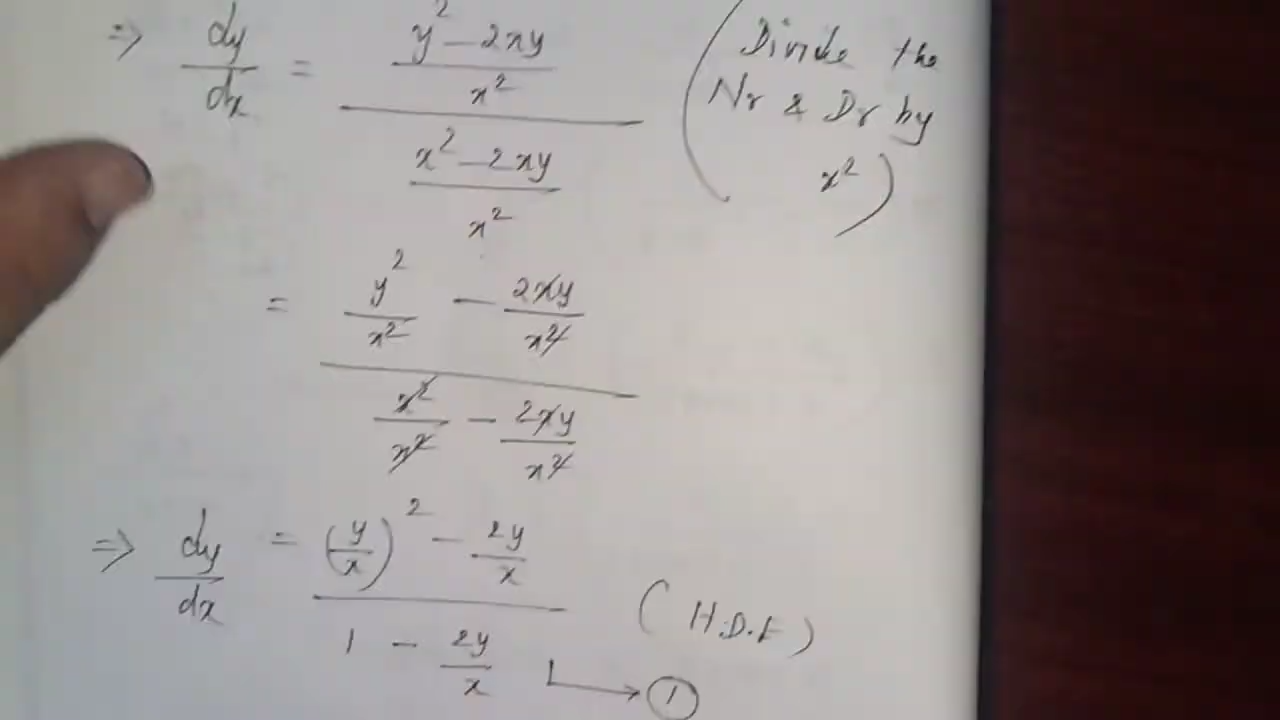 ⇒ dy/dx = ((y² - 2xy)/x²) / ((x² - 2xy)/x²)
(Divide the
Nr & Dr by
x²)
= (y²/x² - 2xy/x²) / (x²/x² - 2xy/x²)
⇒ dy/dx = ((y/x)² - 2y/x) / (1 - 2y/x)
(H.D.E)
↳ ①